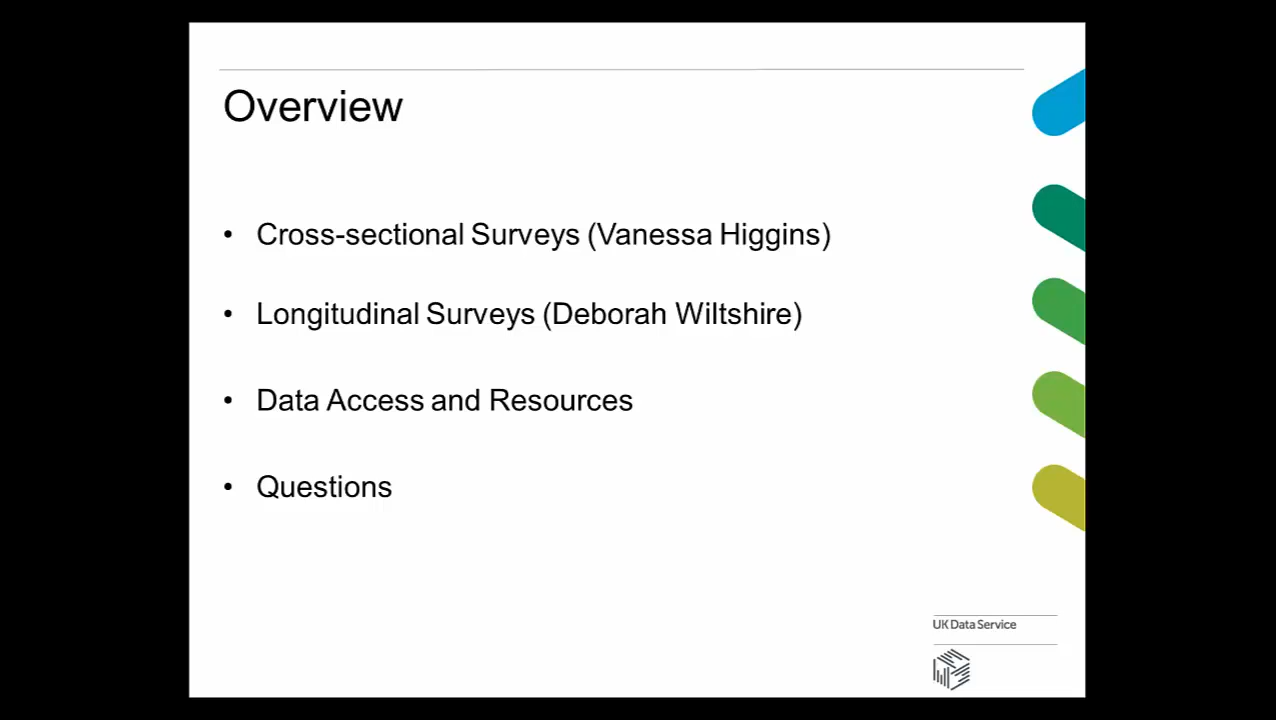 Overview
• Cross-sectional Surveys (Vanessa Higgins)
• Longitudinal Surveys (Deborah Wiltshire)
• Data Access and Resources
• Questions
UK Data Service